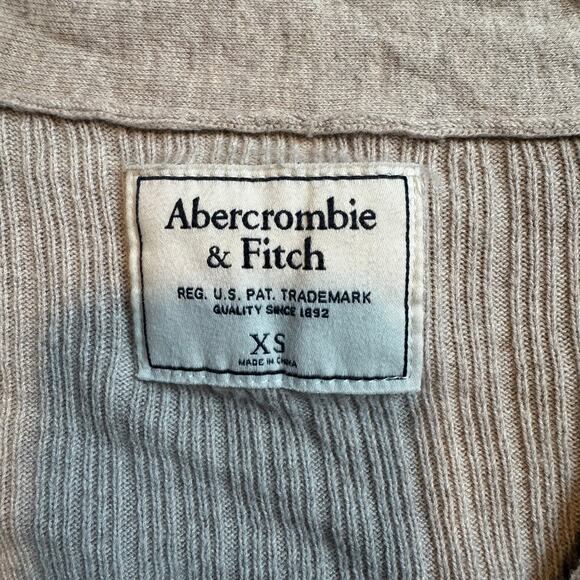 Abercrombie
& Fitch
REG. U.S. PAT. TRADEMARK
QUALITY SINCE 1892
XS
MADE IN CHINA